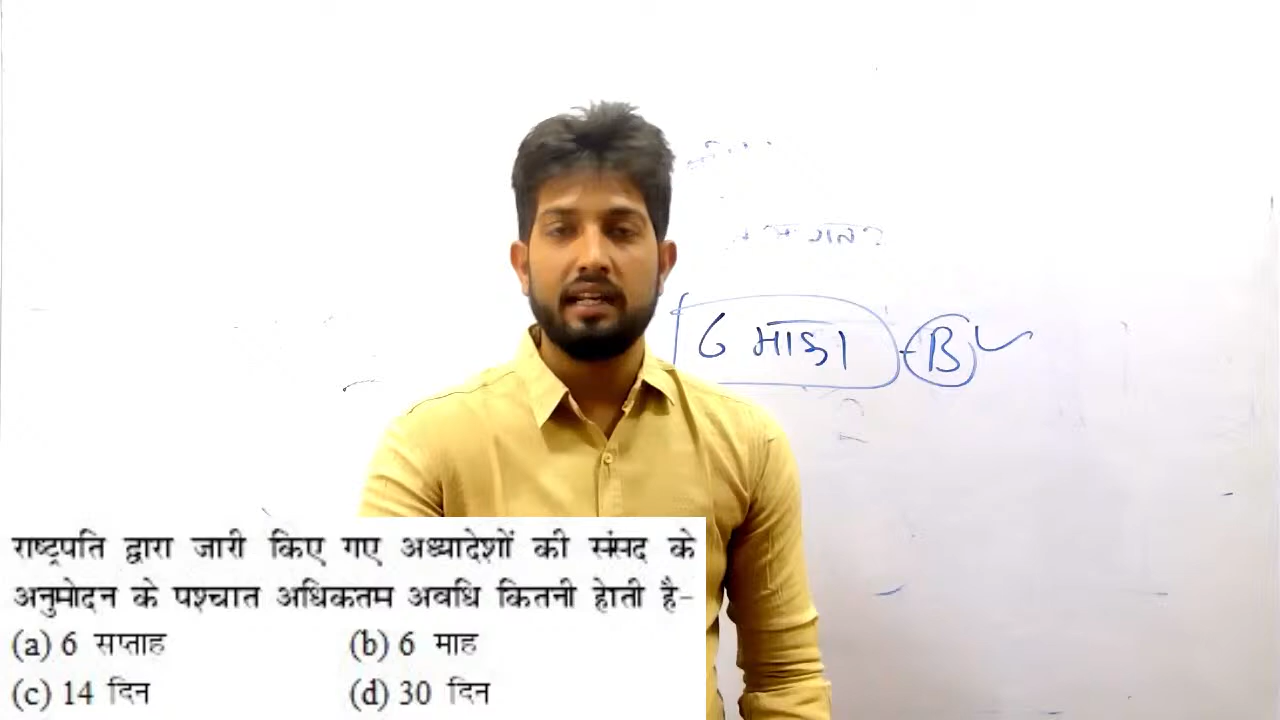 6 माह। - B
राष्ट्रपति द्वारा जारी किए गए अध्यादेशों की संसद के
अनुमोदन के पश्चात अधिकतम अवधि कितनी होती है-
(a) 6 सप्ताह (b) 6 माह
(c) 14 दिन (d) 30 दिन